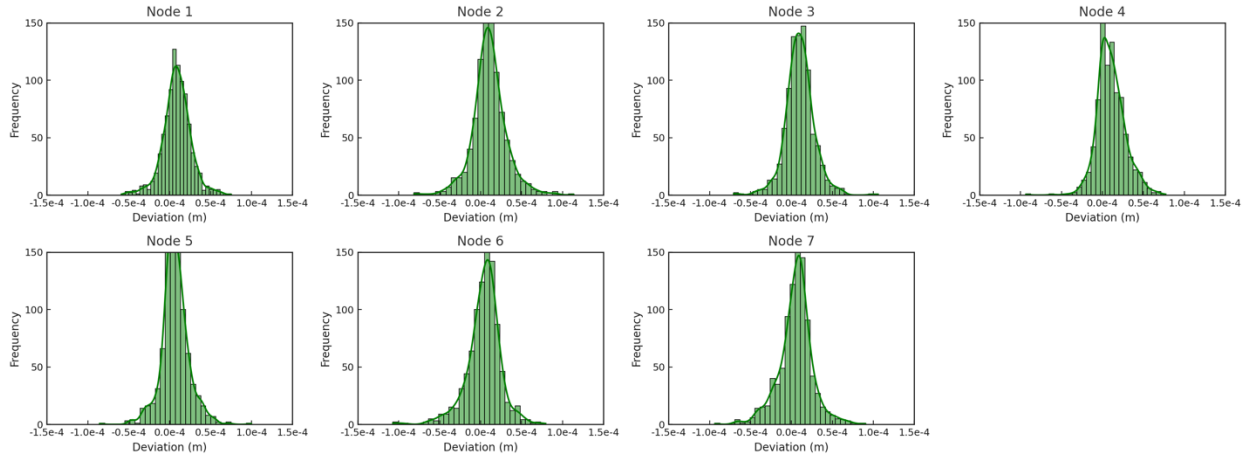 Node 1 Node 2 Node 3 Node 4
150 150 150 150
100 100 100 100
50 50 50 50
0 0 0 0
Frequency Frequency Frequency Frequency
-1.5e-4 -1.0e-4 -0.5e-4 0.0e-4 0.5e-4 1.0e-4 1.5e-4 -1.5e-4 -1.0e-4 -0.5e-4 0.0e-4 0.5e-4 1.0e-4 1.5e-4 -1.5e-4 -1.0e-4 -0.5e-4 0.0e-4 0.5e-4 1.0e-4 1.5e-4 -1.5e-4 -1.0e-4 -0.5e-4 0.0e-4 0.5e-4 1.0e-4 1.5e-4
Deviation (m) Deviation (m) Deviation (m) Deviation (m)
Node 5 Node 6 Node 7
150 150 150
100 100 100
50 50 50
0 0 0
Frequency Frequency Frequency
-1.5e-4 -1.0e-4 -0.5e-4 0.0e-4 0.5e-4 1.0e-4 1.5e-4 -1.5e-4 -1.0e-4 -0.5e-4 0.0e-4 0.5e-4 1.0e-4 1.5e-4 -1.5e-4 -1.0e-4 -0.5e-4 0.0e-4 0.5e-4 1.0e-4 1.5e-4
Deviation (m) Deviation (m) Deviation (m)